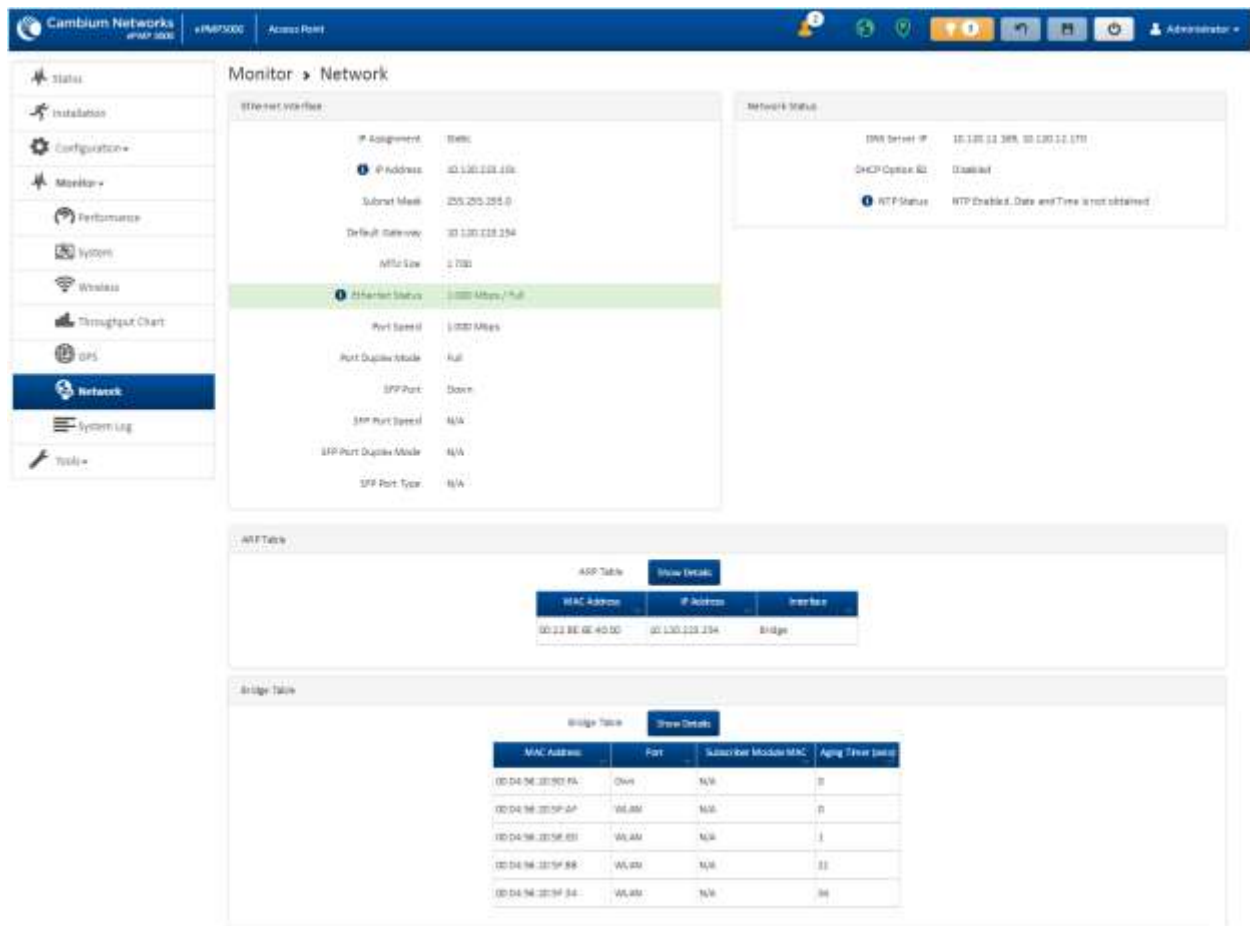 Cambium Networks
ePMP 3000
ePMP3000
Access Point
2
3
Administrator
Status
Installation
Configuration
Monitor
Performance
System
Wireless
Throughput Chart
GPS
Network
System Log
Tools
Monitor > Network
Ethernet Interface
IP Assignment Static
IP Address
Subnet Mask 255.255.255.0
Default Gateway
MTU Size 1700
Ethernet Status 1000 Mbps / Full
Port Speed 1000 Mbps
Port Duplex Mode Full
SFP Port Down
SFP Port Speed N/A
SFP Port Duplex Mode N/A
SFP Port Type N/A
Network Status
DNS Server IP
DHCP Option 82 Disabled
NTP Status NTP Enabled. Date and Time is not obtained
ARP Table
ARP Table Show Details
MAC Address IP Address Interface
Bridge
Bridge Table
Bridge Table Show Details
MAC Address Port Subscriber Module MAC Aging Timer (secs)
Own N/A 0
WLAN N/A 0
WLAN N/A 1
WLAN N/A
WLAN N/A